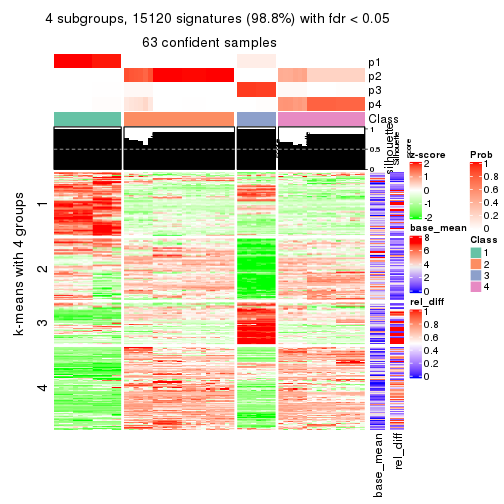 4 subgroups, 15120 signatures (98.8%) with fdr < 0.05
63 confident samples
p1
p2
p3
p4
Class
1
0.5
0
silhouette
Silhouette
score
k-means with 4 groups
1
2
3
4
base_mean
rel_diff
z-score
2
1
0
-1
-2
base_mean
8
6
4
2
0
rel_diff
1
0.8
0.6
0.4
0.2
0
Prob
1
0.8
0.6
0.4
0.2
0
Class
1
2
3
4